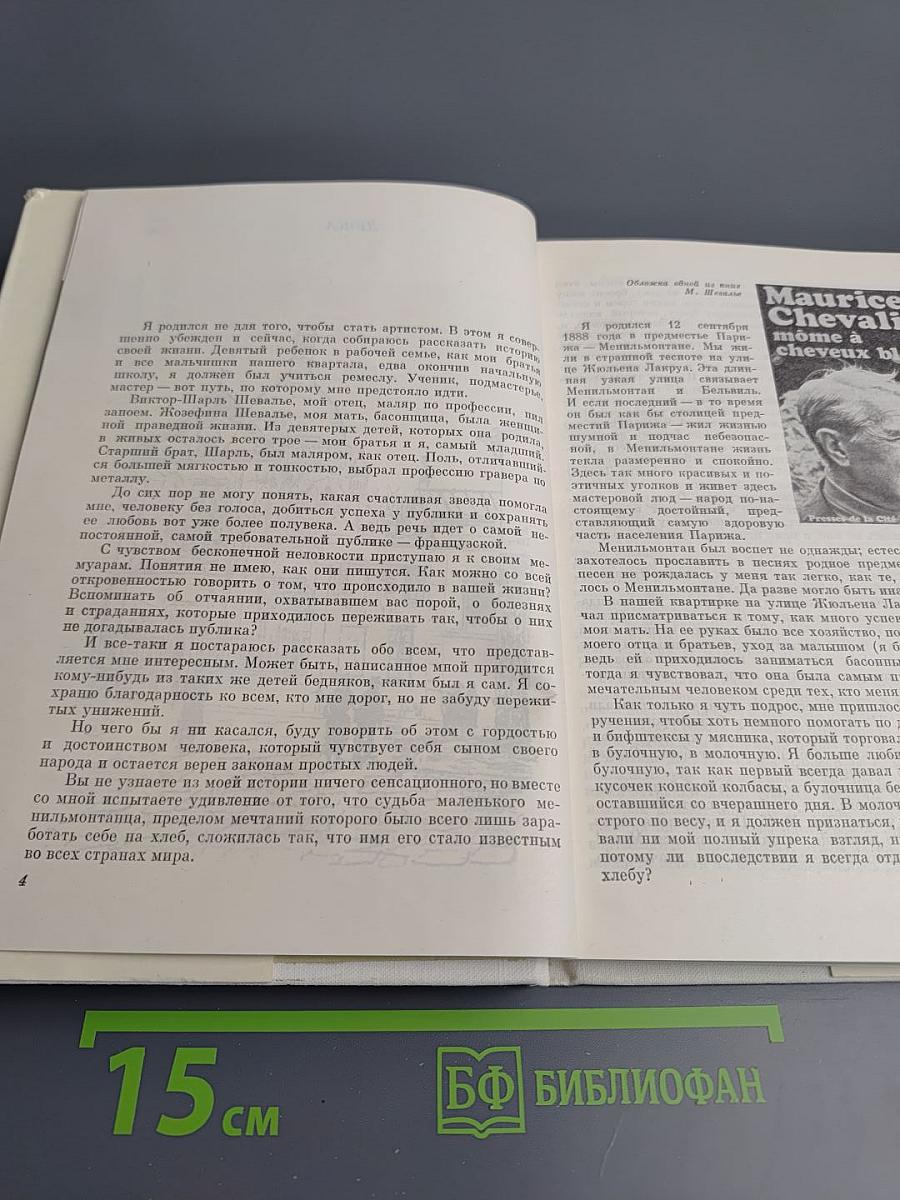 Я родился не для того, чтобы стать артистом. В этом я совер-
шенно убежден и сейчас, когда собираюсь рассказать историю
своей жизни. Девятый ребенок в рабочей семье, как мои братья
и все мальчишки нашего квартала, едва окончив начальную
школу, я должен был учиться ремеслу. Ученик, подмастерье,
мастер — вот путь, по которому мне предстояло идти.
Виктор-Шарль Шевалье, мой отец, маляр по профессии, пил
запоем. Жозефина Шевалье, моя мать, басонщица, была женщи-
ной праведной жизни. Из девятерых детей, которых она родила,
в живых осталось всего трое — мои братья и я, самый младший.
Старший брат, Шарль, был маляром, как отец. Поль, отличавший-
ся большей мягкостью и тонкостью, выбрал профессию гравера по
металлу.
До сих пор не могу понять, какая счастливая звезда помогла
мне, человеку без голоса, добиться успеха у публики и сохранять
ее любовь вот уже более полувека. А ведь речь идет о самой не-
постоянной, самой требовательной публике — французской.
С чувством бесконечной неловкости приступаю я к своим ме-
муарам. Понятия не имею, как они пишутся. Как можно со всей
откровенностью говорить о том, что происходило в вашей жизни?
Вспоминать об отчаянии, охватывавшем вас порой, о болезнях
и страданиях, которые приходилось переживать так, чтобы о них
не догадывалась публика?
И все-таки я постараюсь рассказать обо всем, что представ-
ляется мне интересным. Может быть, написанное мной пригодится
кому-нибудь из таких же детей бедняков, каким был я сам. Я со-
храню благодарность ко всем, кто мне дорог, но не забуду пережи-
тых унижений.
Но чего бы я ни касался, буду говорить об этом с гордостью
и достоинством человека, который чувствует себя сыном своего
народа и остается верен законам простых людей.
Вы не узнаете из моей истории ничего сенсационного, но вместе
со мной испытаете удивление от того, что судьба маленького ме-
нильмонтанца, пределом мечтаний которого было всего лишь зара-
ботать себе на хлеб, сложилась так, что имя его стало известным
во всех странах мира.
4
Обложка одной из книг
М. Шевалье
Maurice
Chevali
môme à
cheveux bl
Presses de la Cité
Я родился 12 сентября
1888 года в предместье Пари-
жа — Менильмонтане. Мы жи-
ли в страшной тесноте на ули-
це Жюльена Лакруа. Эта длин-
ная узкая улица связывает
Менильмонтан и Бельвиль.
И если последний — в то время
он был как бы столицей пред-
местий Парижа — жил жизнью
шумной и подчас небезопас-
ной, в Менильмонтане жизнь
текла размеренно и спокойно.
Здесь так много красивых и по-
этичных уголков и живет здесь
мастеровой люд — народ по-на-
стоящему достойный, пред-
ставляющий самую здоровую
часть населения Парижа.
Менильмонтан был воспет не однажды; естес
захотелось прославить в песнях родное предме
песен не рождалась у меня так легко, как те,
лось о Менильмонтане. Да разве могло быть ина
В нашей квартирке на улице Жюльена Ла
чал присматриваться к тому, как много успев
моя мать. На ее руках было все хозяйство, по
моего отца и братьев, уход за малышом (я б
ведь ей приходилось заниматься басонны
тогда я чувствовал, что она была самым п
мечательным человеком среди тех, кто меня
Как только я чуть подрос, мне пришлос
ручения, чтобы хоть немного помогать по д
и бифштексы у мясника, который торговал
в булочную, в молочную. Я больше люби
булочную, так как первый всегда давал
кусочек конской колбасы, а булочница бе
оставшийся со вчерашнего дня. В молоч
строго по весу, и я должен признаться,
вали ни мой полный упрека взгляд, н
потому ли впоследствии я всегда отд
хлебу?
15 см
БФ БИБЛИОФАН